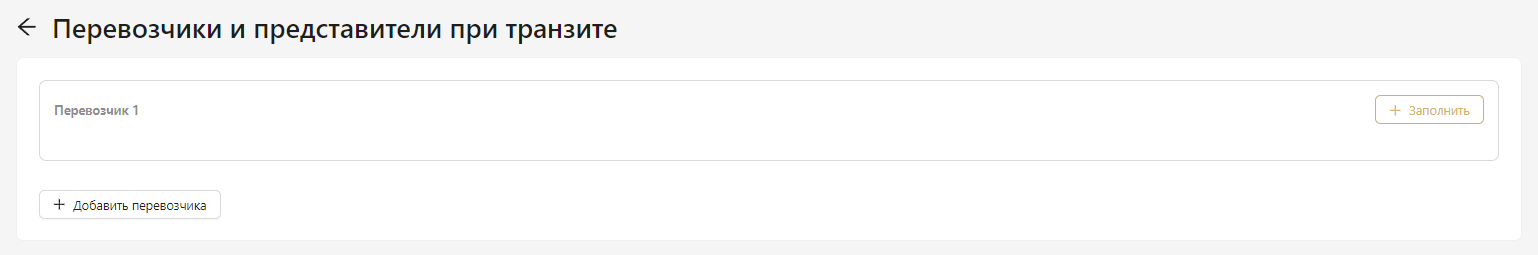 Перевозчики и представители при транзите
Перевозчик 1
Заполнить
Добавить перевозчика